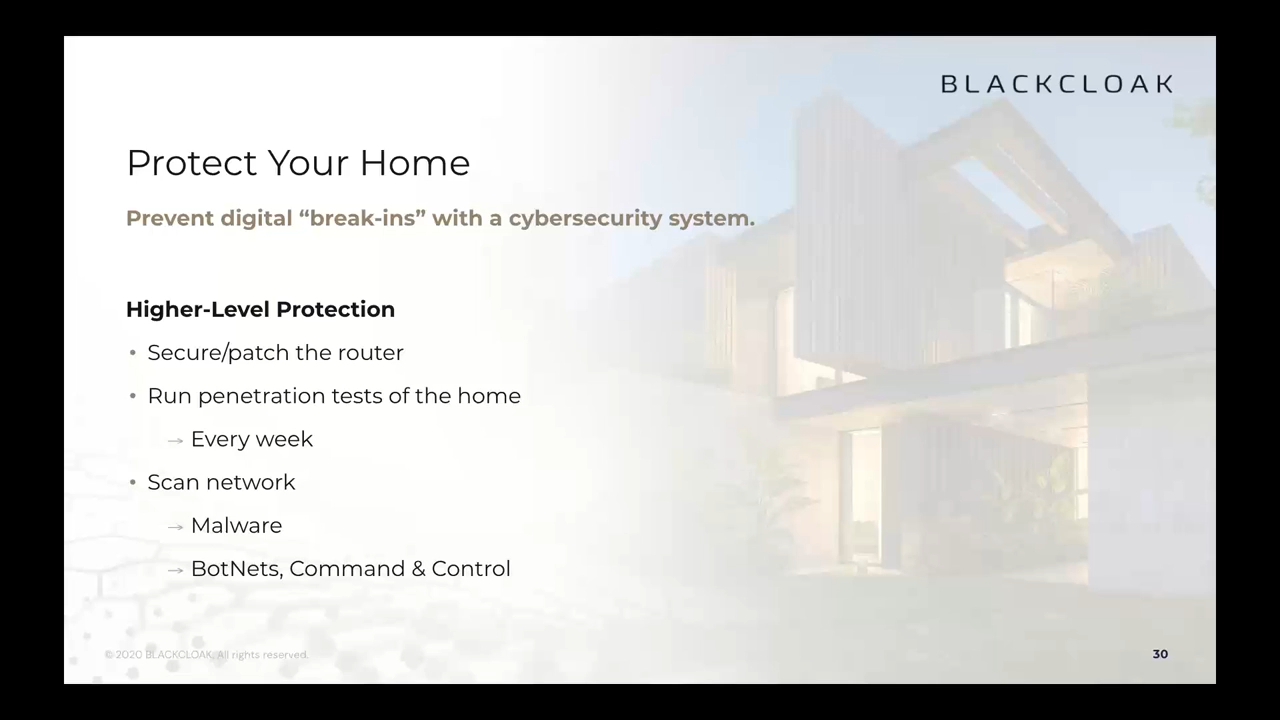 BLACKCLOAK
Protect Your Home
Prevent digital “break-ins” with a cybersecurity system.
Higher-Level Protection
• Secure/patch the router
• Run penetration tests of the home
→ Every week
• Scan network
→ Malware
→ BotNets, Command & Control
© 2020 BLACKCLOAK. All rights reserved.
30